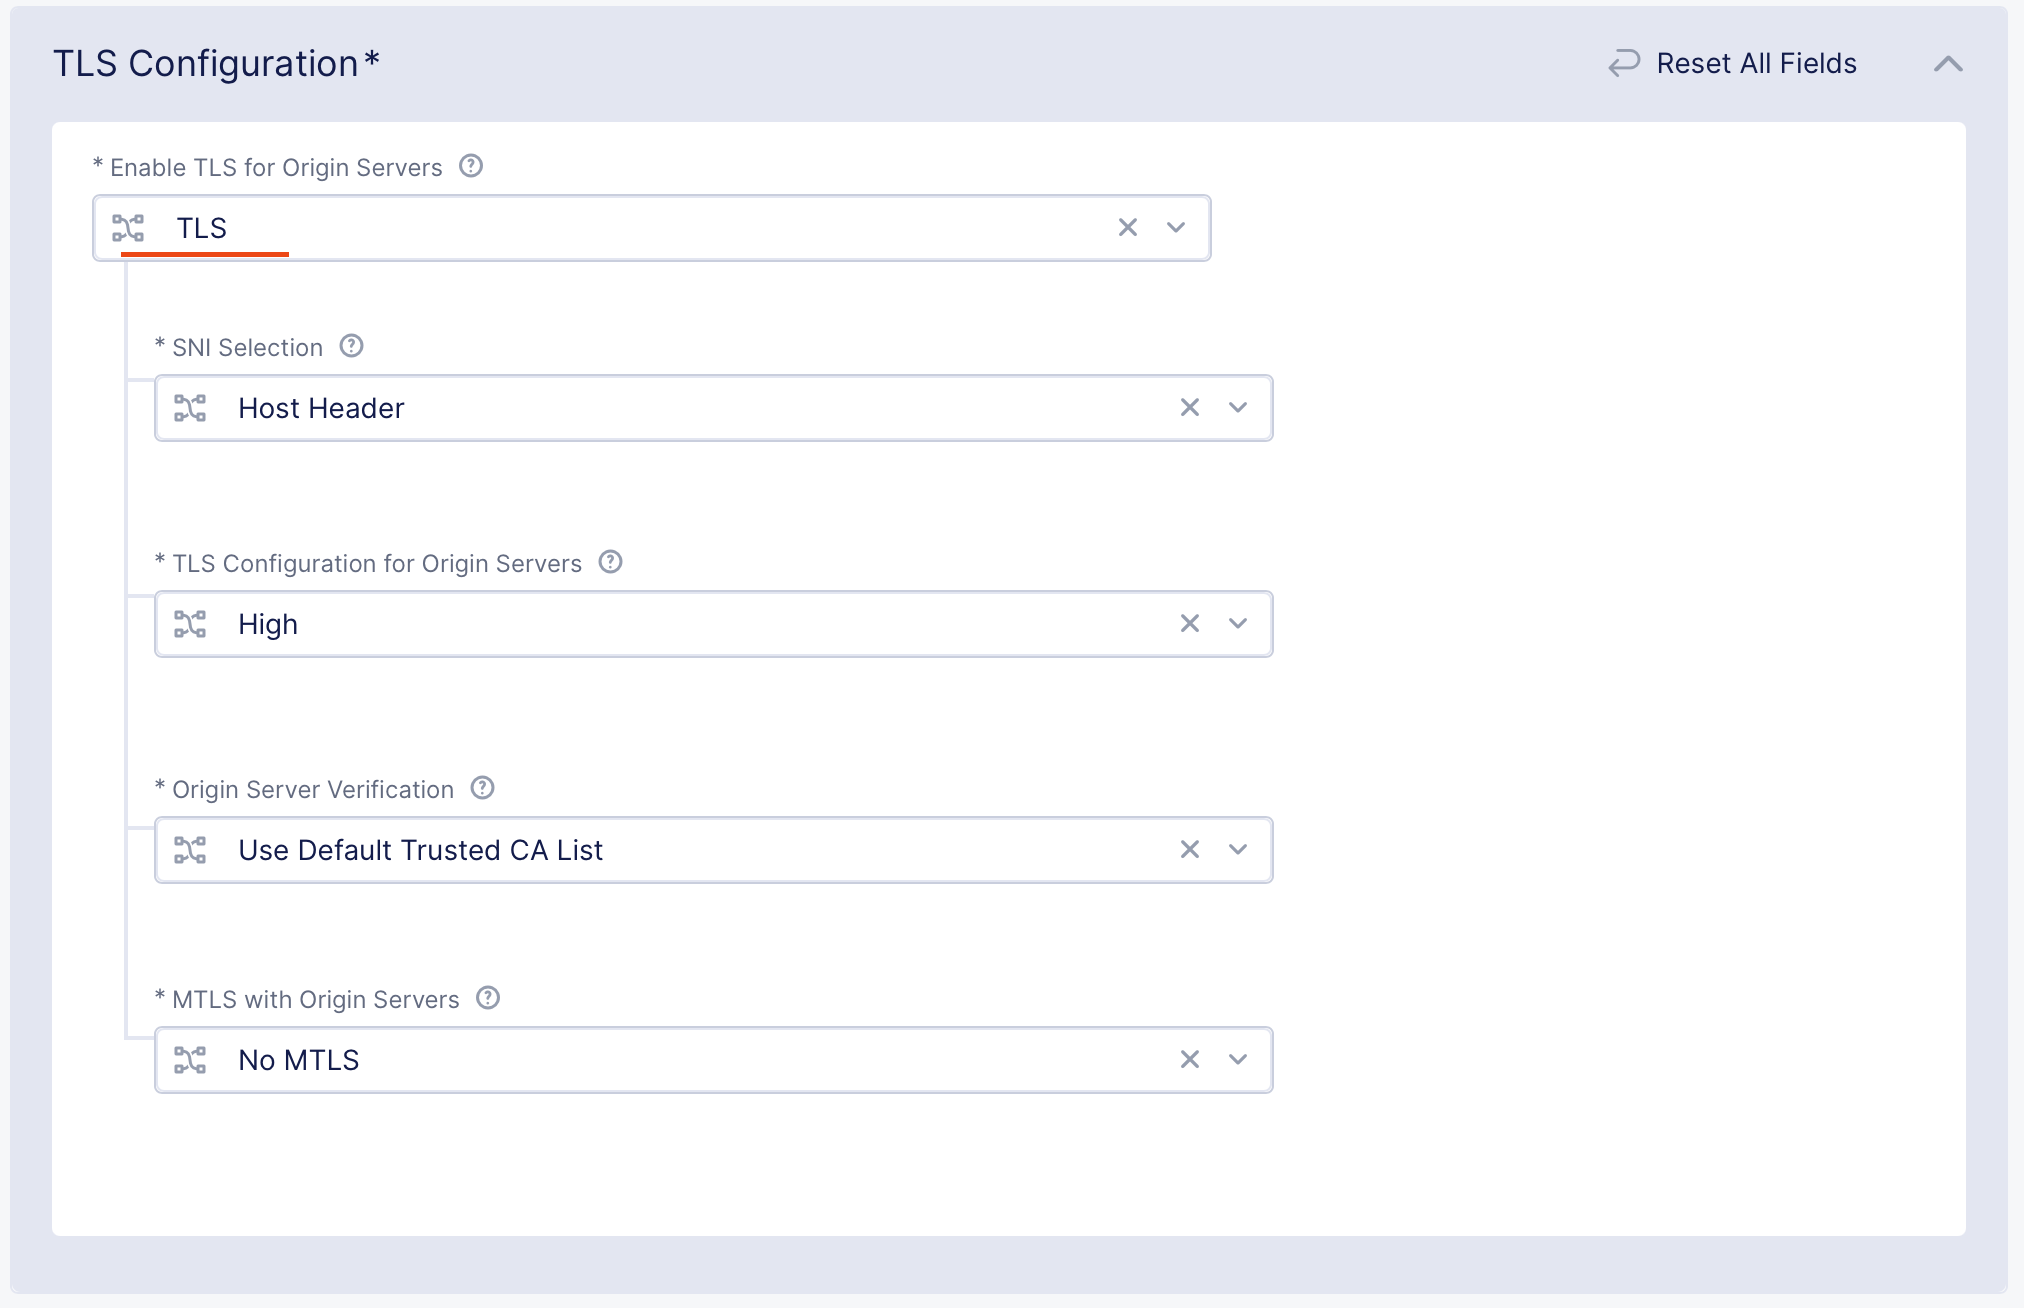 TLS Configuration*
Reset All Fields
* Enable TLS for Origin Servers
TLS
* SNI Selection
Host Header
* TLS Configuration for Origin Servers
High
* Origin Server Verification
Use Default Trusted CA List
* MTLS with Origin Servers
No MTLS